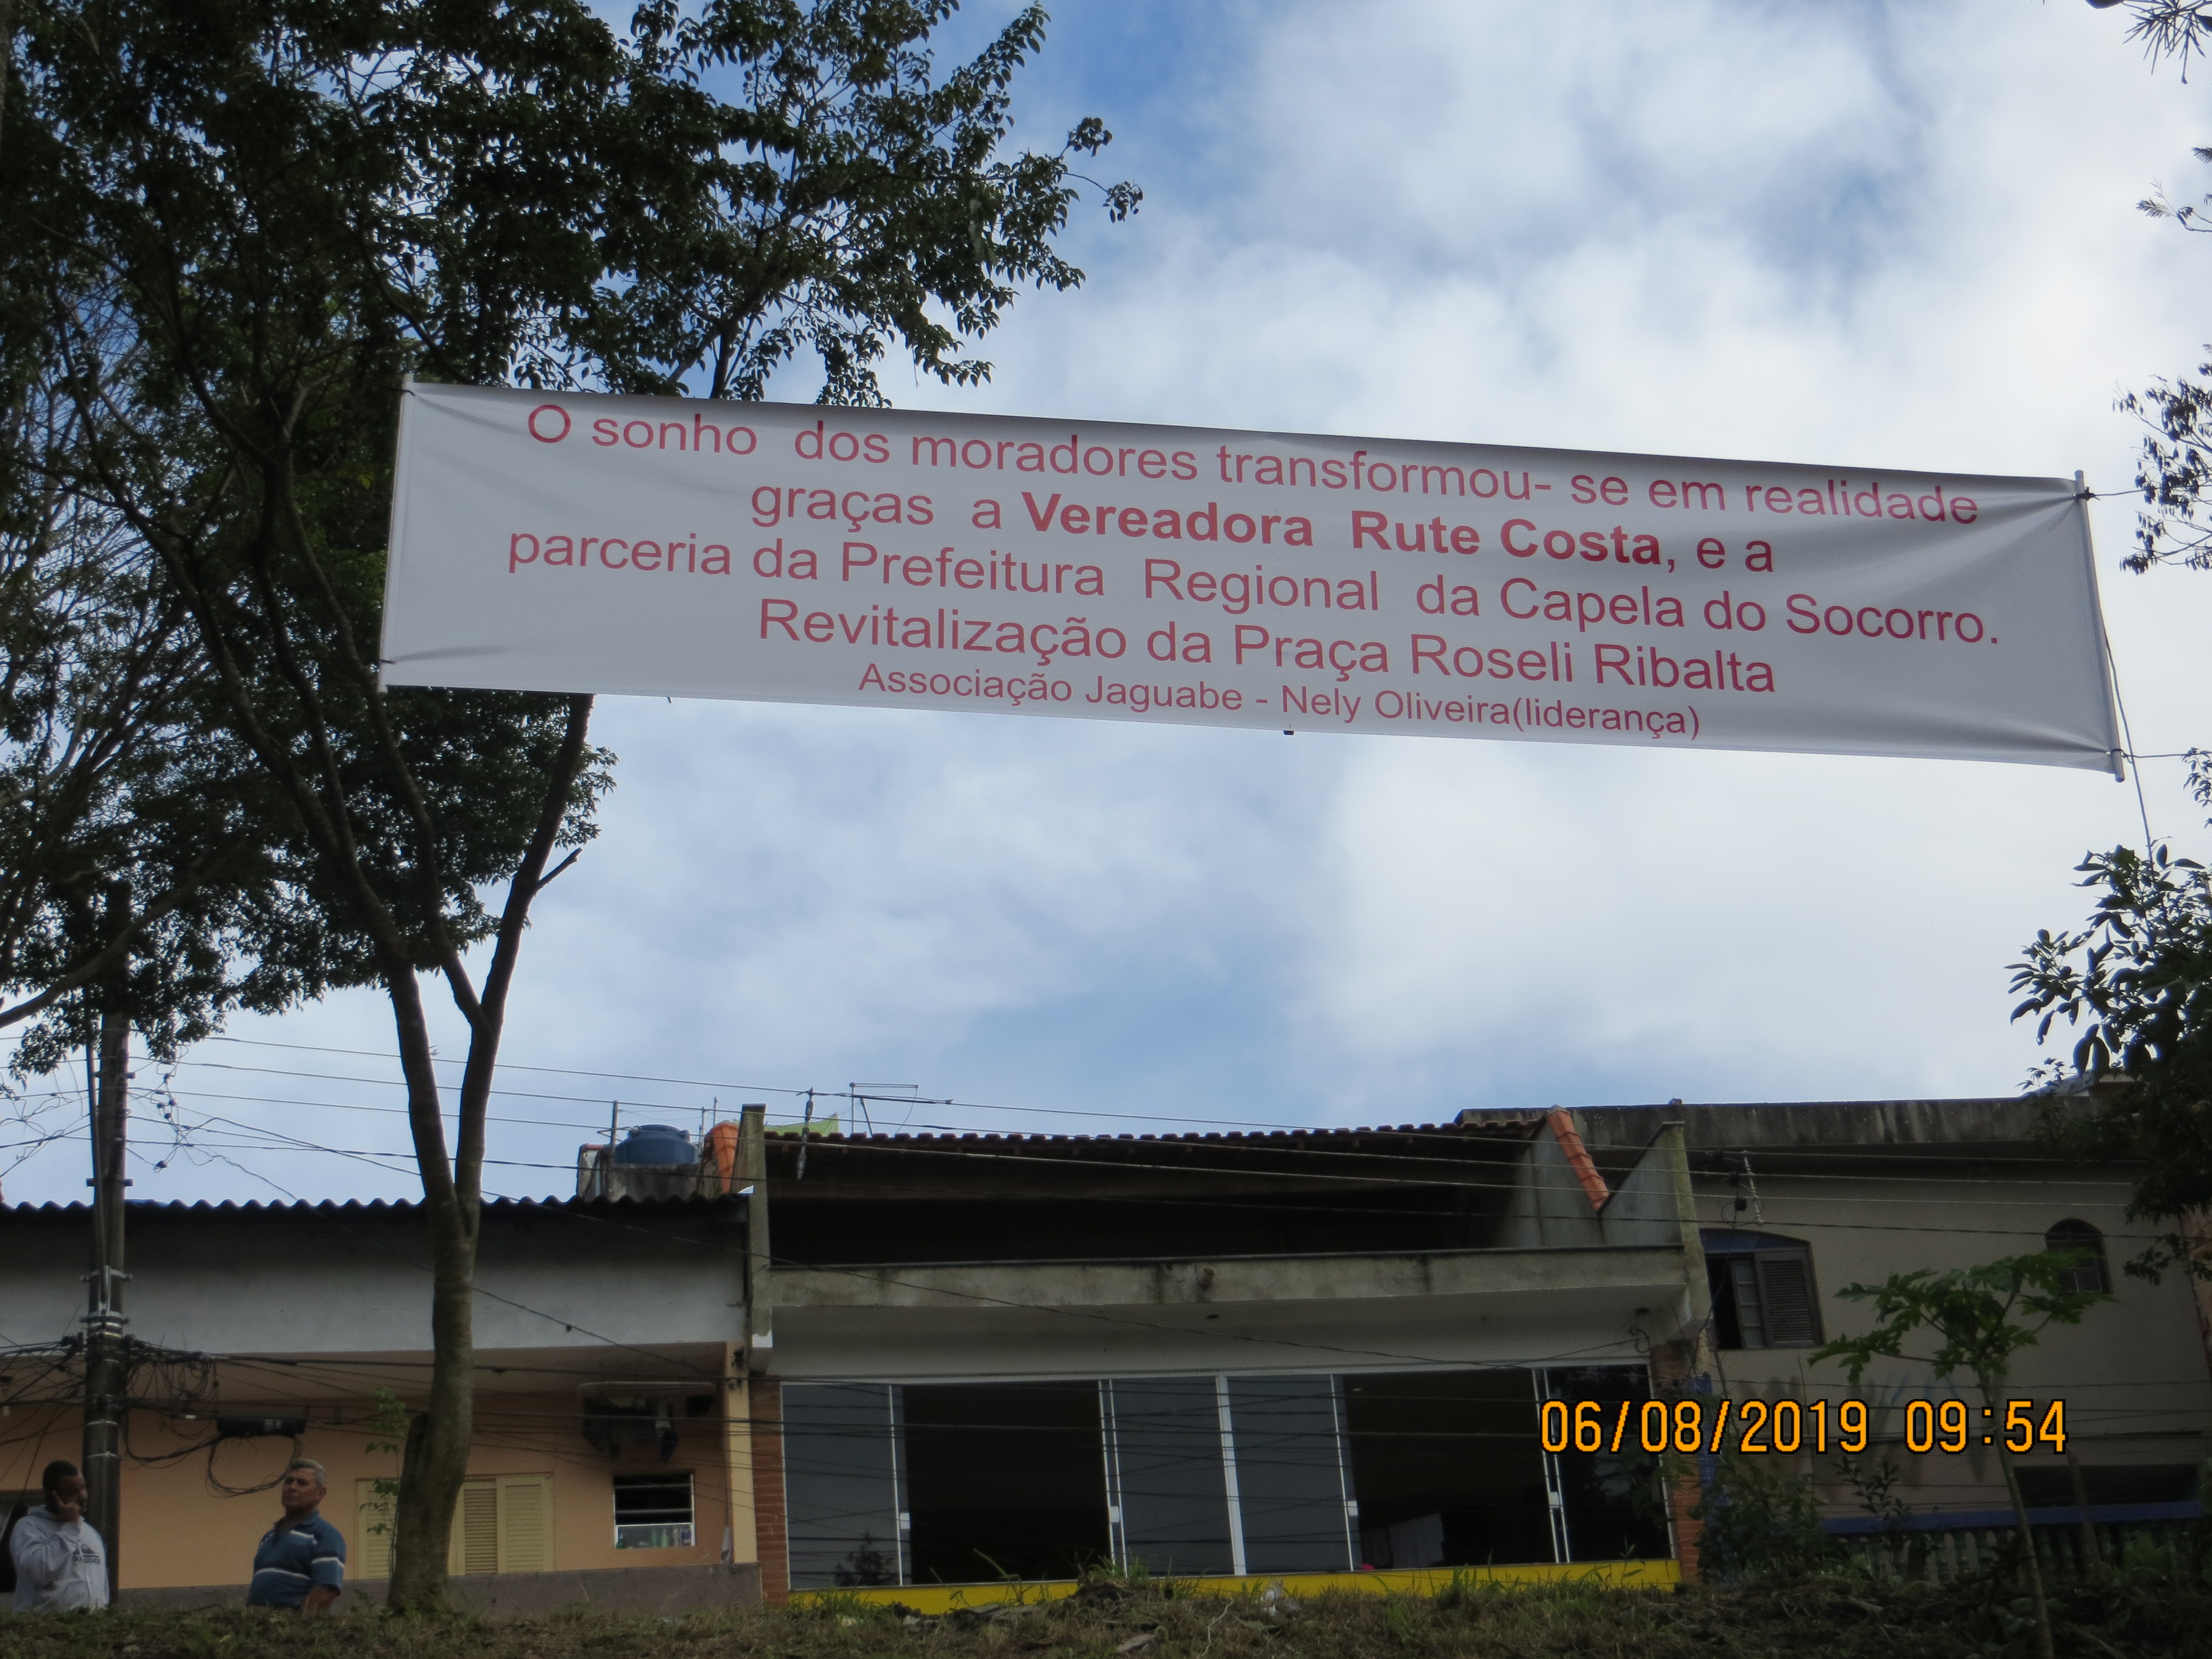 O sonho dos moradores transformou- se em realidade
graças a Vereadora Rute Costa, e a
parceria da Prefeitura Regional da Capela do Socorro.
Revitalização da Praça Roseli Ribalta
Associação Jaguabe - Nely Oliveira(liderança)
06/08/2019 09:54